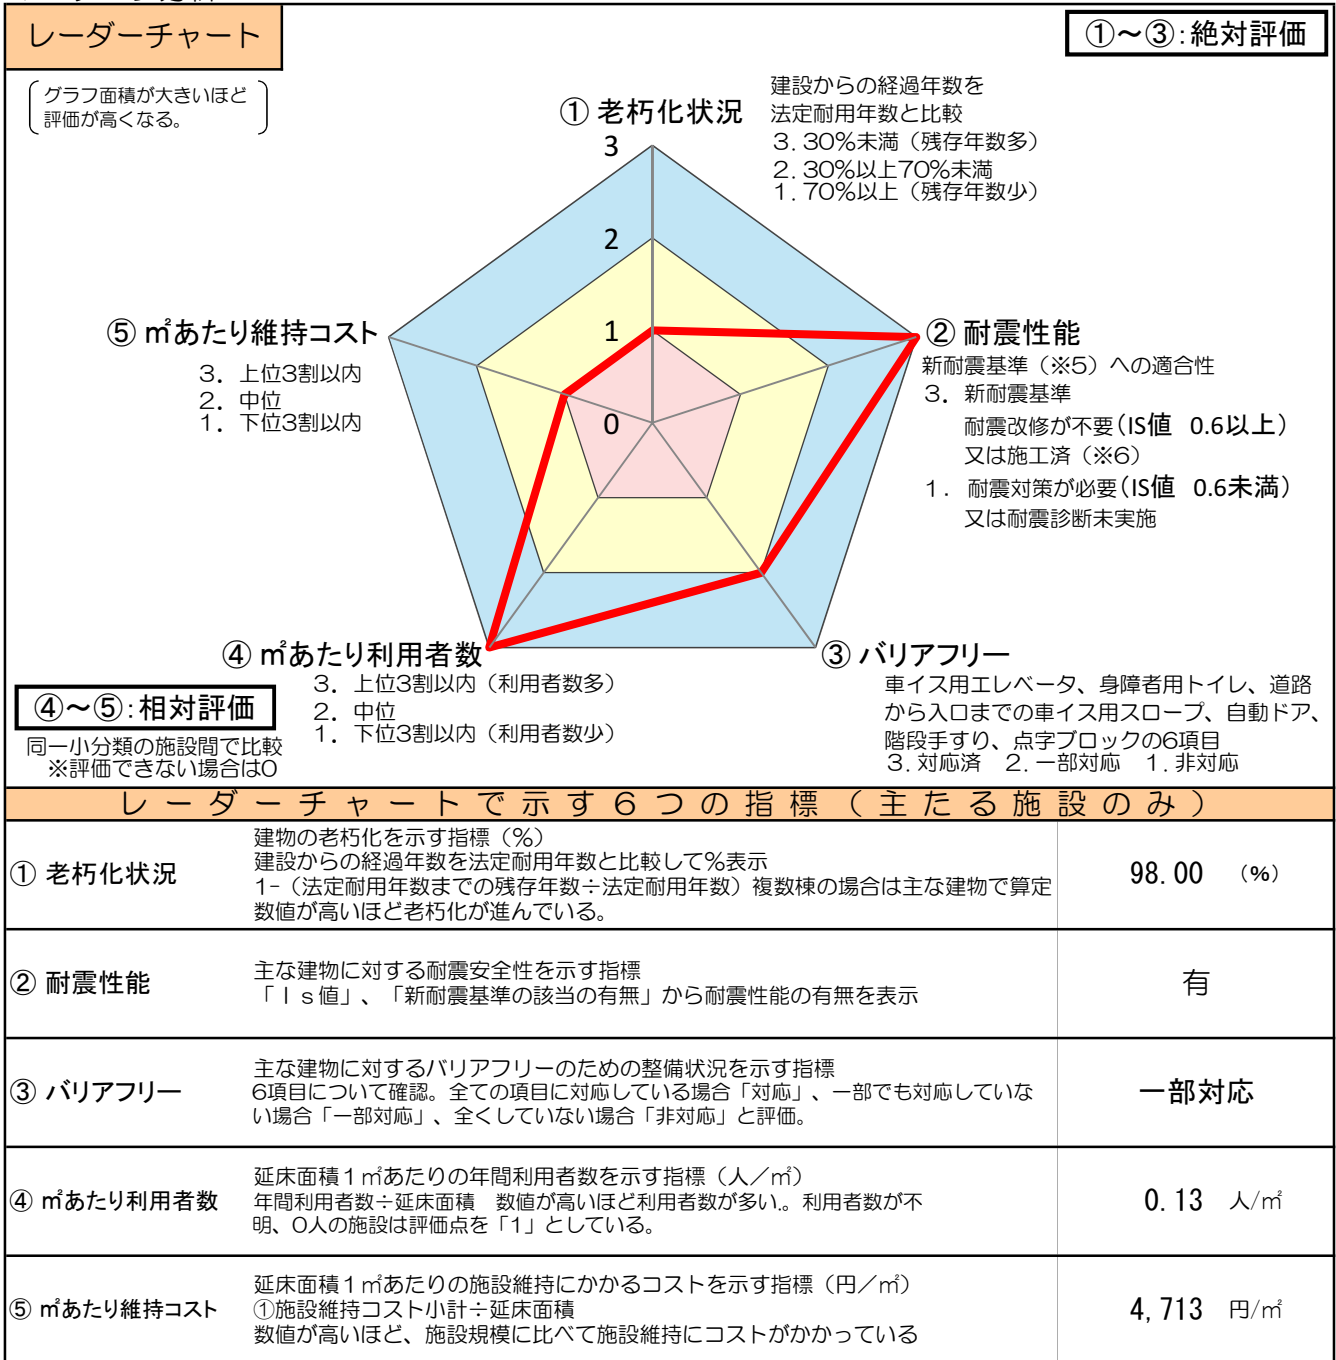 レーダーチャート
①～③:絶対評価
グラフ面積が大きいほど
評価が高くなる。
① 老朽化状況
建設からの経過年数を
法定耐用年数と比較
3. 30%未満（残存年数多）
2. 30%以上70%未満
1. 70%以上（残存年数少）
3
2
1
0
⑤ ㎡あたり維持コスト
3. 上位3割以内
2. 中位
1. 下位3割以内
② 耐震性能
新耐震基準（※5）への適合性
3. 新耐震基準
耐震改修が不要(IS値 0.6以上)
又は施工済（※6）
1. 耐震対策が必要(IS値 0.6未満)
又は耐震診断未実施
④ ㎡あたり利用者数
3. 上位3割以内（利用者数多）
2. 中位
1. 下位3割以内（利用者数少）
③ バリアフリー
車イス用エレベータ、身障者用トイレ、道路
から入口までの車イス用スロープ、自動ドア、
階段手すり、点字ブロックの6項目
3. 対応済 2. 一部対応 1. 非対応
④～⑤:相対評価
同一小分類の施設間で比較
※評価できない場合は0
レーダーチャートで示す6つの指標（主たる施設のみ）
① 老朽化状況
建物の老朽化を示す指標（%）
建設からの経過年数を法定耐用年数と比較して%表示
1-（法定耐用年数までの残存年数÷法定耐用年数）複数棟の場合は主な建物で算定
数値が高いほど老朽化が進んでいる。
98.00 （%）
② 耐震性能
主な建物に対する耐震安全性を示す指標
「Ｉｓ値」、「新耐震基準の該当の有無」から耐震性能の有無を表示
有
③ バリアフリー
主な建物に対するバリアフリーのための整備状況を示す指標
6項目について確認。全ての項目に対応している場合「対応」、一部でも対応していな
い場合「一部対応」、全くしていない場合「非対応」と評価。
一部対応
④ ㎡あたり利用者数
延床面積１㎡あたりの年間利用者数を示す指標（人／㎡）
年間利用者数÷延床面積 数値が高いほど利用者数が多い。利用者数が不
明、0人の施設は評価点を「1」としている。
0.13 人/㎡
⑤ ㎡あたり維持コスト
延床面積１㎡あたりの施設維持にかかるコストを示す指標（円／㎡）
①施設維持コスト小計÷延床面積
数値が高いほど、施設規模に比べて施設維持にコストがかかっている
4,713 円/㎡